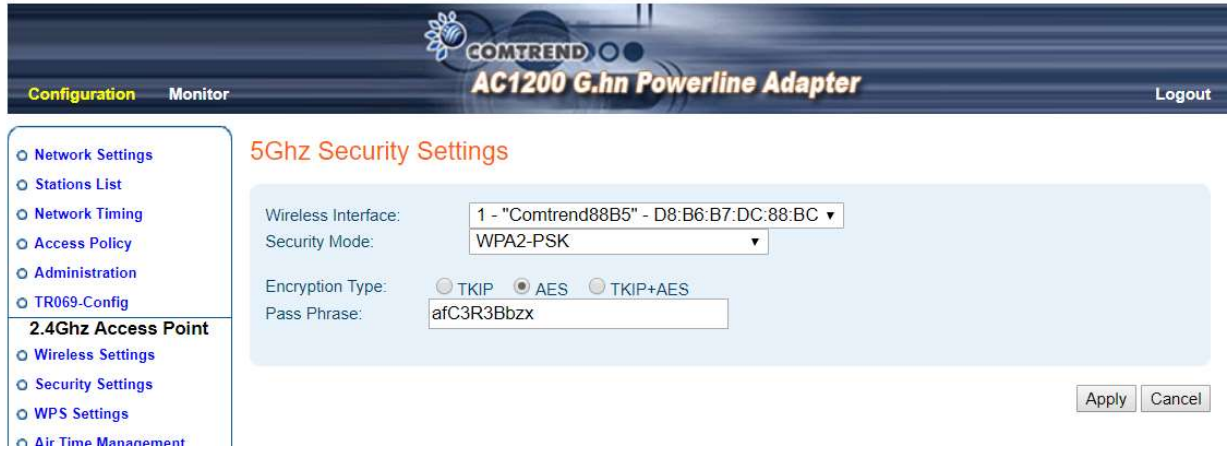 COMTREND
AC1200 G.hn Powerline Adapter
Configuration Monitor Logout
Network Settings
Stations List
Network Timing
Access Policy
Administration
TR069-Config
2.4Ghz Access Point
Wireless Settings
Security Settings
WPS Settings
Air Time Management
5Ghz Security Settings
Wireless Interface: 1 - "Comtrend88B5" - D8:B6:B7:DC:88:BC
Security Mode: WPA2-PSK
Encryption Type: TKIP AES TKIP+AES
Pass Phrase: afC3R3Bbzx
Apply Cancel